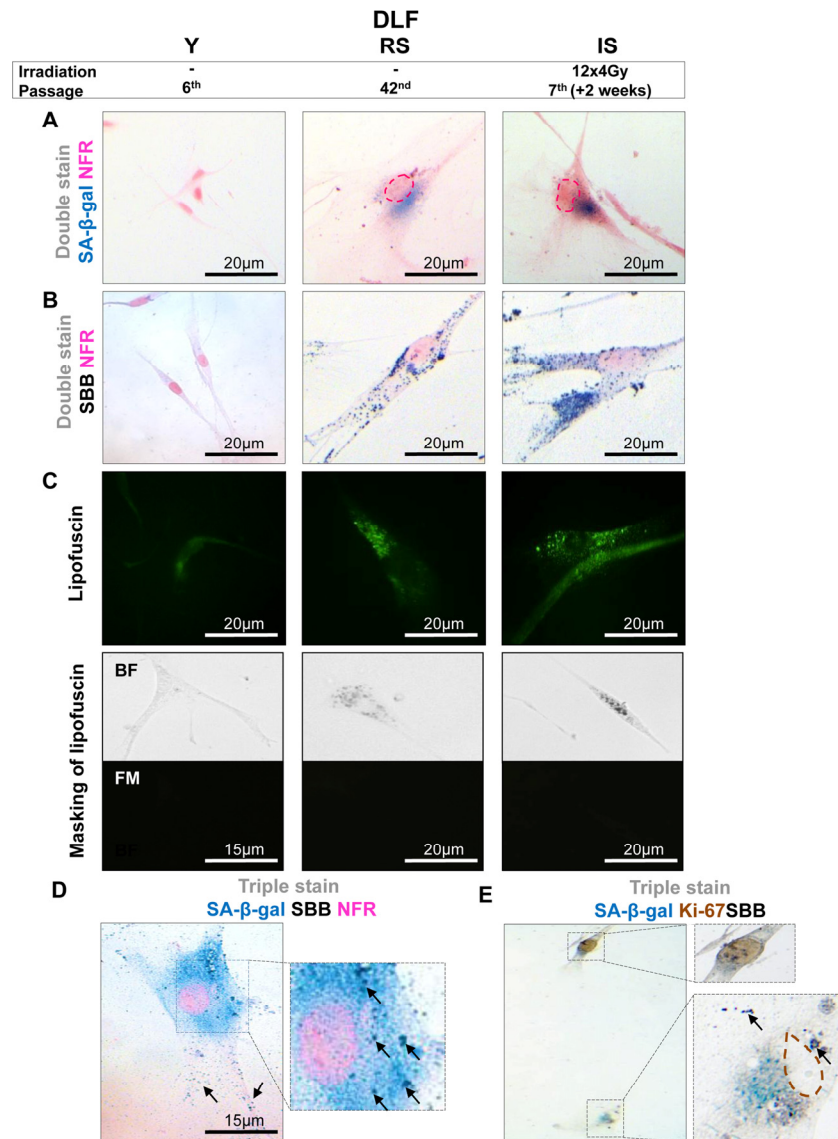 DLF
Y RS IS
Irradiation - - 12x4Gy
Passage 6th 42nd 7th (+2 weeks)
A
Double stain
SA-β-gal NFR
20μm 20μm 20μm
B
Double stain
SBB NFR
20μm 20μm 20μm
C
Lipofuscin
20μm 20μm 20μm
Masking of lipofuscin
BF
FM
BF
15μm 20μm 20μm
D
Triple stain
SA-β-gal SBB NFR
15μm
E
Triple stain
SA-β-gal Ki-67SBB